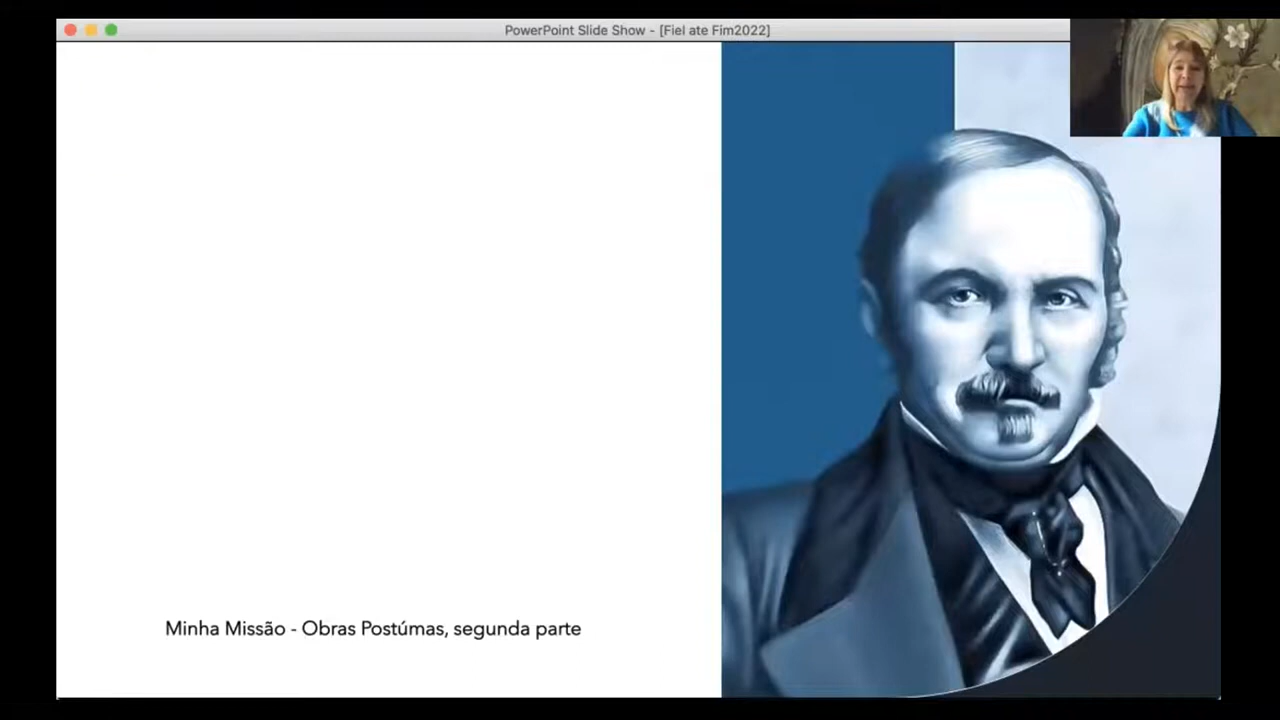 PowerPoint Slide Show - [Fiel ate Fim2022]
Minha Missão - Obras Postúmas, segunda parte